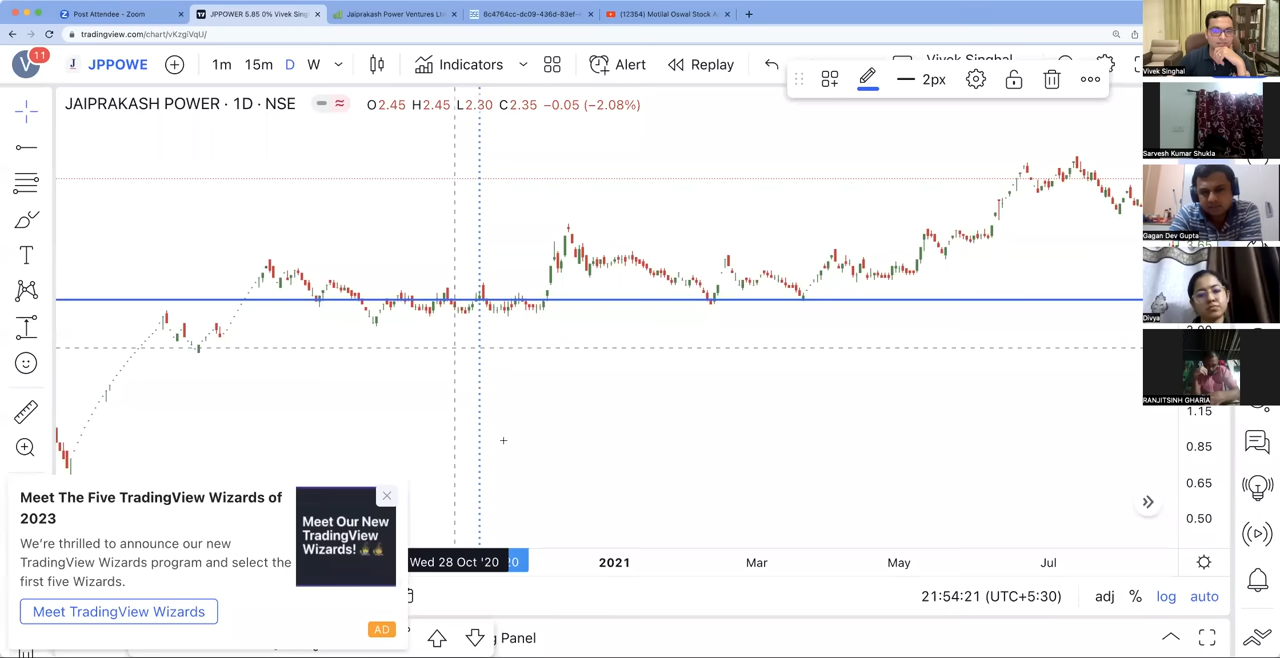 Post Attendee - Zoom
JPPOWER 5.85 0% Vivek Sing
Jaiprakash Power Ventures Ltd
8c4764cc-dc09-436d-83ef-
(12354) Motilal Oswal Stock A
tradingview.com/chart/vKzgiVqU/
V
11
J
JPPOWE
1m
15m
D
W
Indicators
Alert
Replay
Vivek Singhal
2px
JAIPRAKASH POWER · 1D · NSE
O2.45 H2.45 L2.30 C2.35 −0.05 (−2.08%)
Vivek Singhal
Sarvesh Kumar Shukla
Gagan Dev Gupta
Divya
RANJITSINH GHARIA
1.15
0.85
0.65
0.50
Meet The Five TradingView Wizards of
2023
We're thrilled to announce our new
TradingView Wizards program and select the
first five Wizards.
Meet TradingView Wizards
Meet Our New
TradingView
Wizards!
AD
Wed 28 Oct '20
2021
Mar
May
Jul
21:54:21 (UTC+5:30)
adj
%
log
auto
Panel